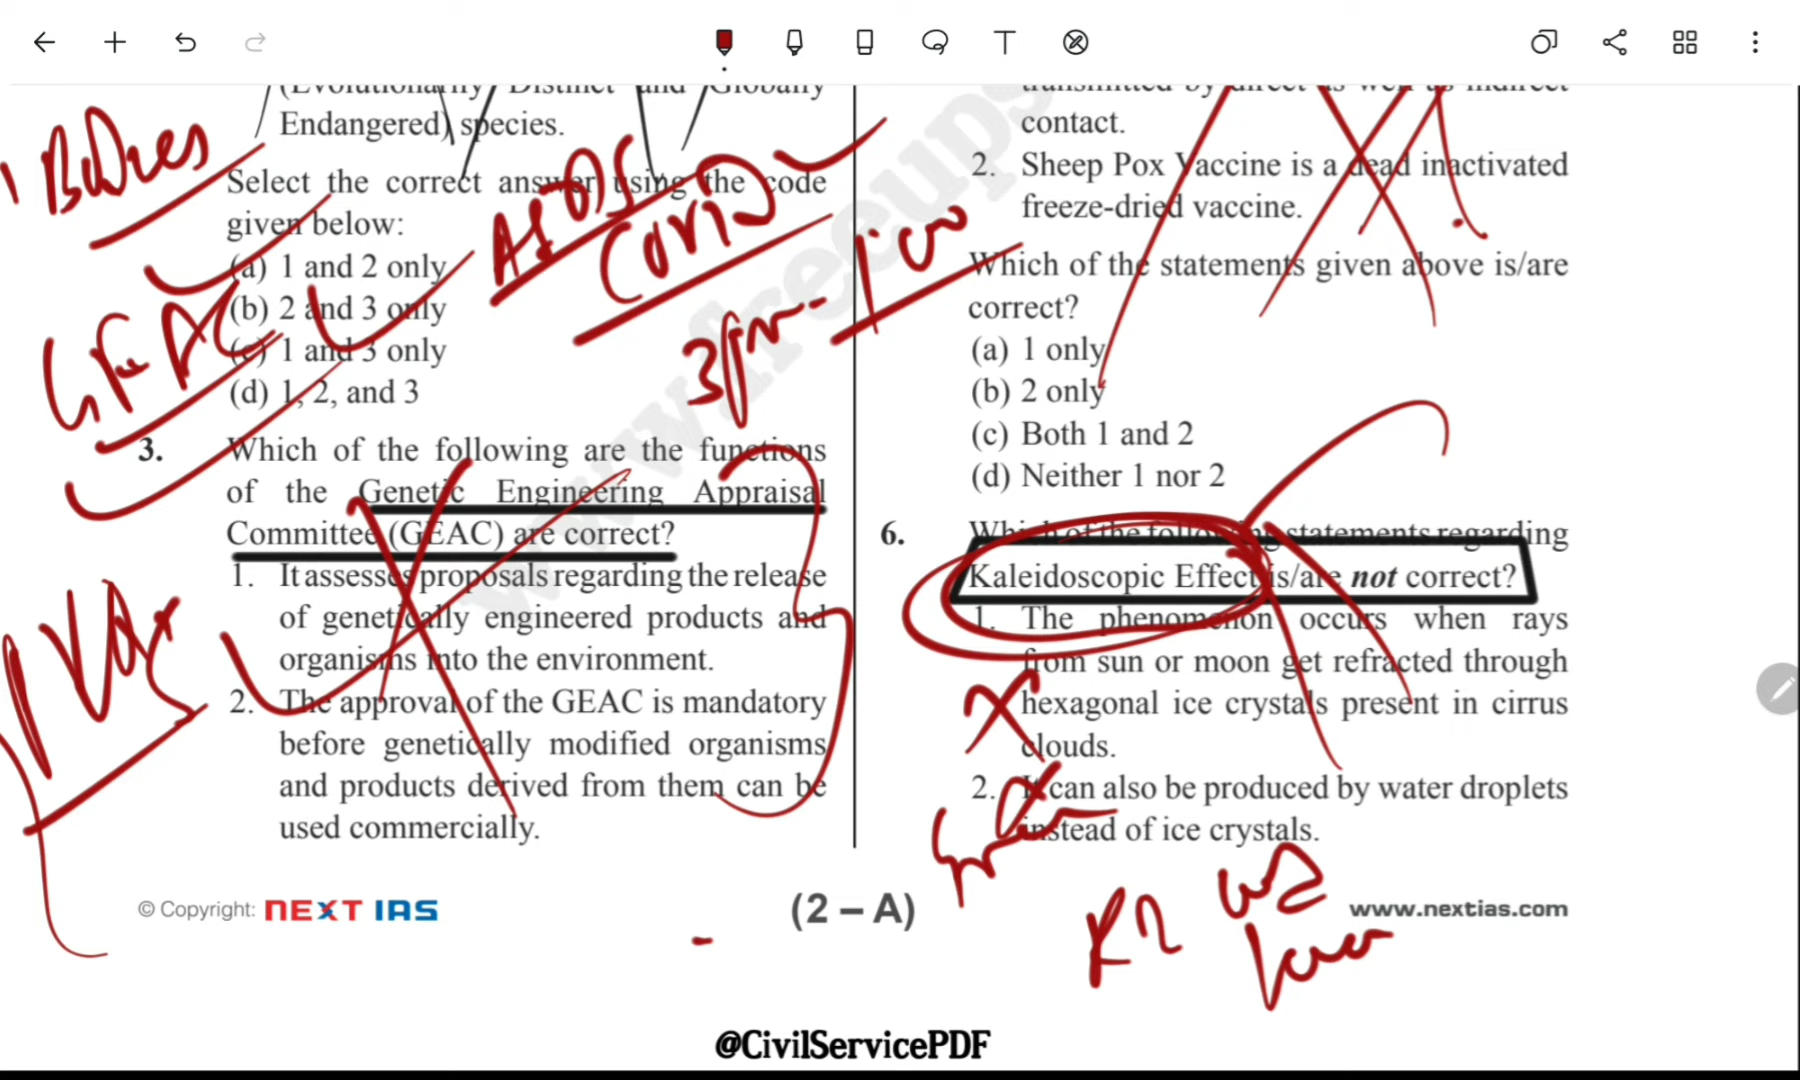 (Evolutionarily Distinct and Globally
Endangered) species.
Select the correct answer using the code
given below:
(a) 1 and 2 only
(b) 2 and 3 only
(c) 1 and 3 only
(d) 1, 2, and 3
3. Which of the following are the functions
of the Genetic Engineering Appraisal
Committee (GEAC) are correct?
1. It assesses proposals regarding the release
of genetically engineered products and
organisms into the environment.
2. The approval of the GEAC is mandatory
before genetically modified organisms
and products derived from them can be
used commercially.
transmitted by direct as well as indirect
contact.
2. Sheep Pox Vaccine is a dead inactivated
freeze-dried vaccine.
Which of the statements given above is/are
correct?
(a) 1 only
(b) 2 only
(c) Both 1 and 2
(d) Neither 1 nor 2
6. Which of the following statements regarding
Kaleidoscopic Effect is/are not correct?
1. The phenomenon occurs when rays
from sun or moon get refracted through
hexagonal ice crystals present in cirrus
clouds.
2. It can also be produced by water droplets
instead of ice crystals.
© Copyright: NEXT IAS
(2 – A)
www.nextias.com
@CivilServicePDF